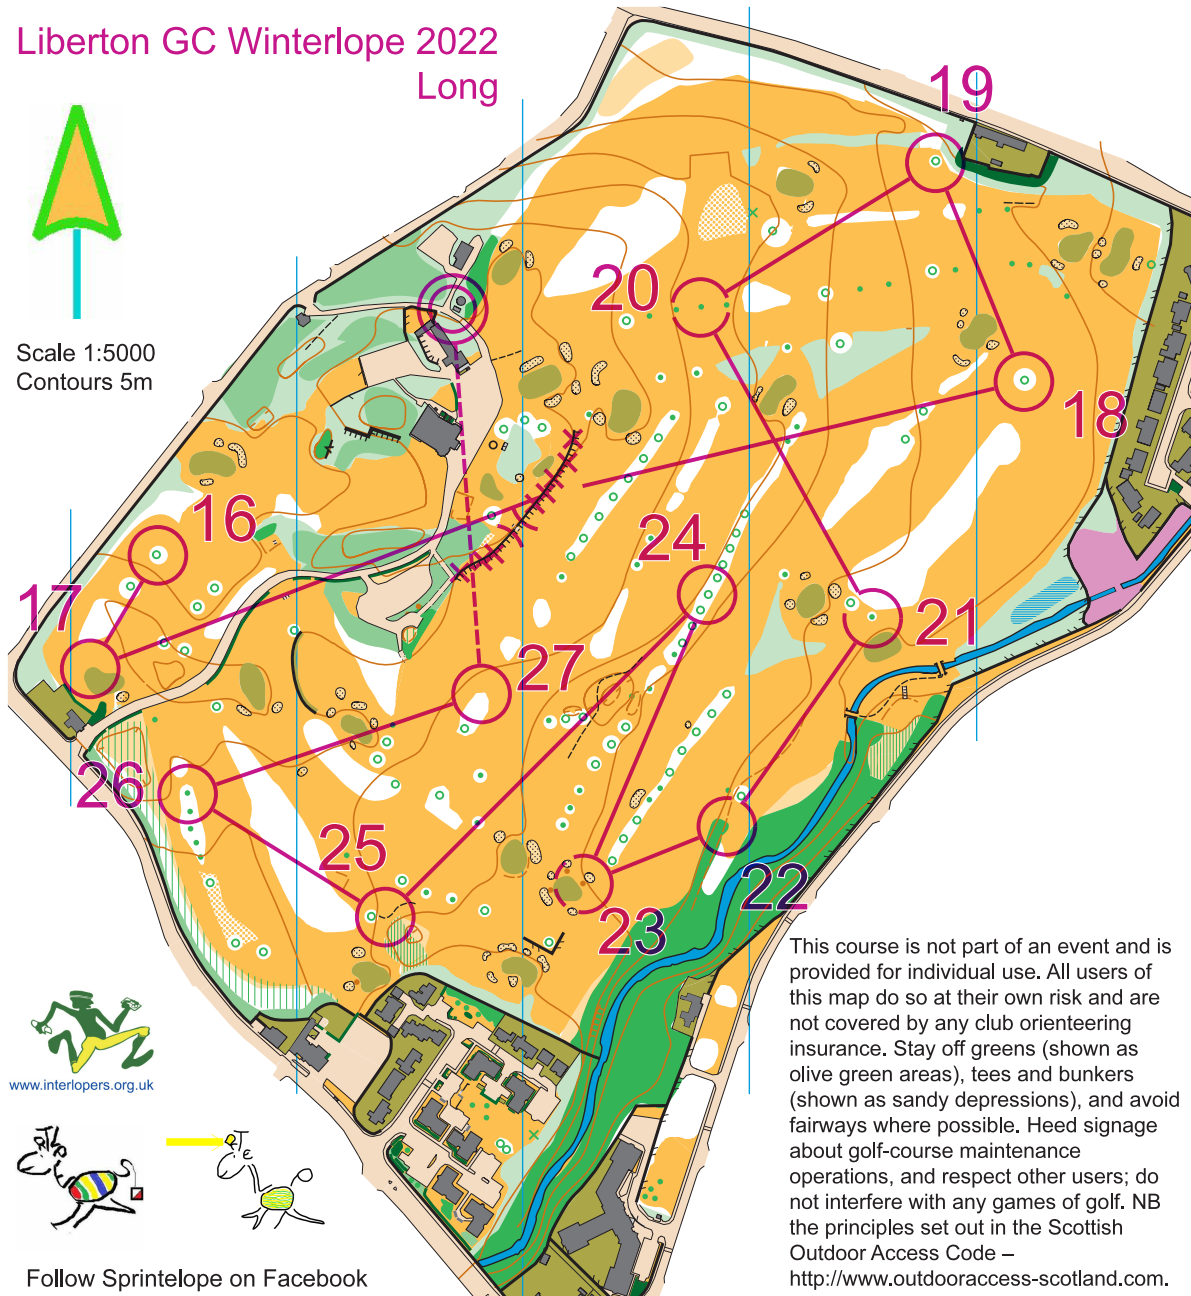 Liberton GC Winterlope 2022
Long
19
20
Scale 1:5000
Contours 5m
18
16
24
17
21
27
26
25
22
23
This course is not part of an event and is
provided for individual use. All users of
this map do so at their own risk and are
not covered by any club orienteering
insurance. Stay off greens (shown as
olive green areas), tees and bunkers
(shown as sandy depressions), and avoid
fairways where possible. Heed signage
about golf-course maintenance
operations, and respect other users; do
not interfere with any games of golf. NB
the principles set out in the Scottish
Outdoor Access Code –
http://www.outdooraccess-scotland.com.
www.interlopers.org.uk
Follow Sprintelope on Facebook